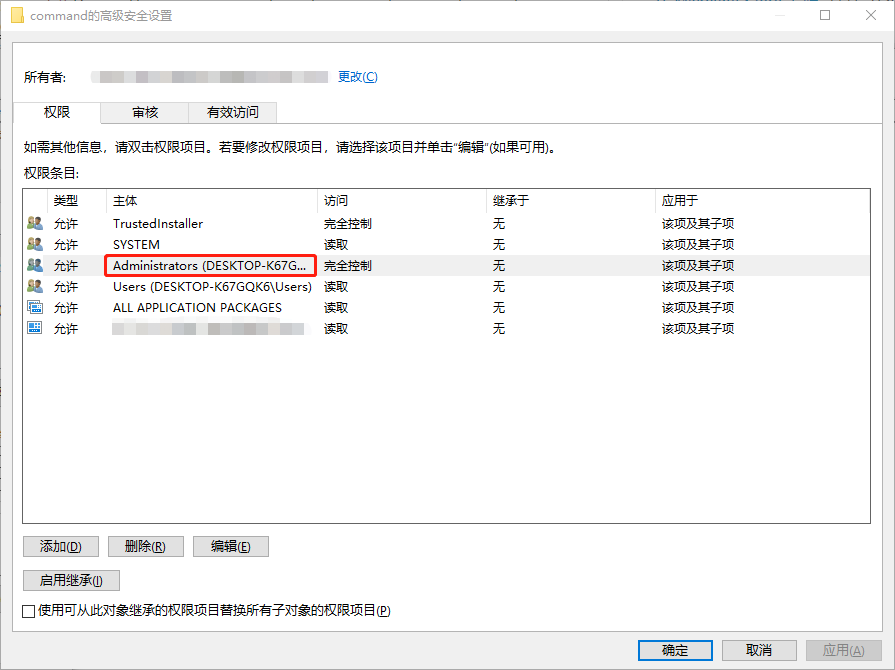 command的高级安全设置
所有者: 更改(C)
权限 审核 有效访问
如需其他信息，请双击权限项目。若要修改权限项目，请选择该项目并单击"编辑"(如果可用)。
权限条目:
类型 主体 访问 继承于 应用于
允许 TrustedInstaller 完全控制 无 该项及其子项
允许 SYSTEM 读取 无 该项及其子项
允许 Administrators (DESKTOP-K67G... 完全控制 无 该项及其子项
允许 Users (DESKTOP-K67GQK6\Users) 读取 无 该项及其子项
允许 ALL APPLICATION PACKAGES 读取 无 该项及其子项
允许 读取 无 该项及其子项
添加(D) 删除(R) 编辑(E)
启用继承(I)
使用可从此对象继承的权限项目替换所有子对象的权限项目(P)
确定 取消 应用(A)